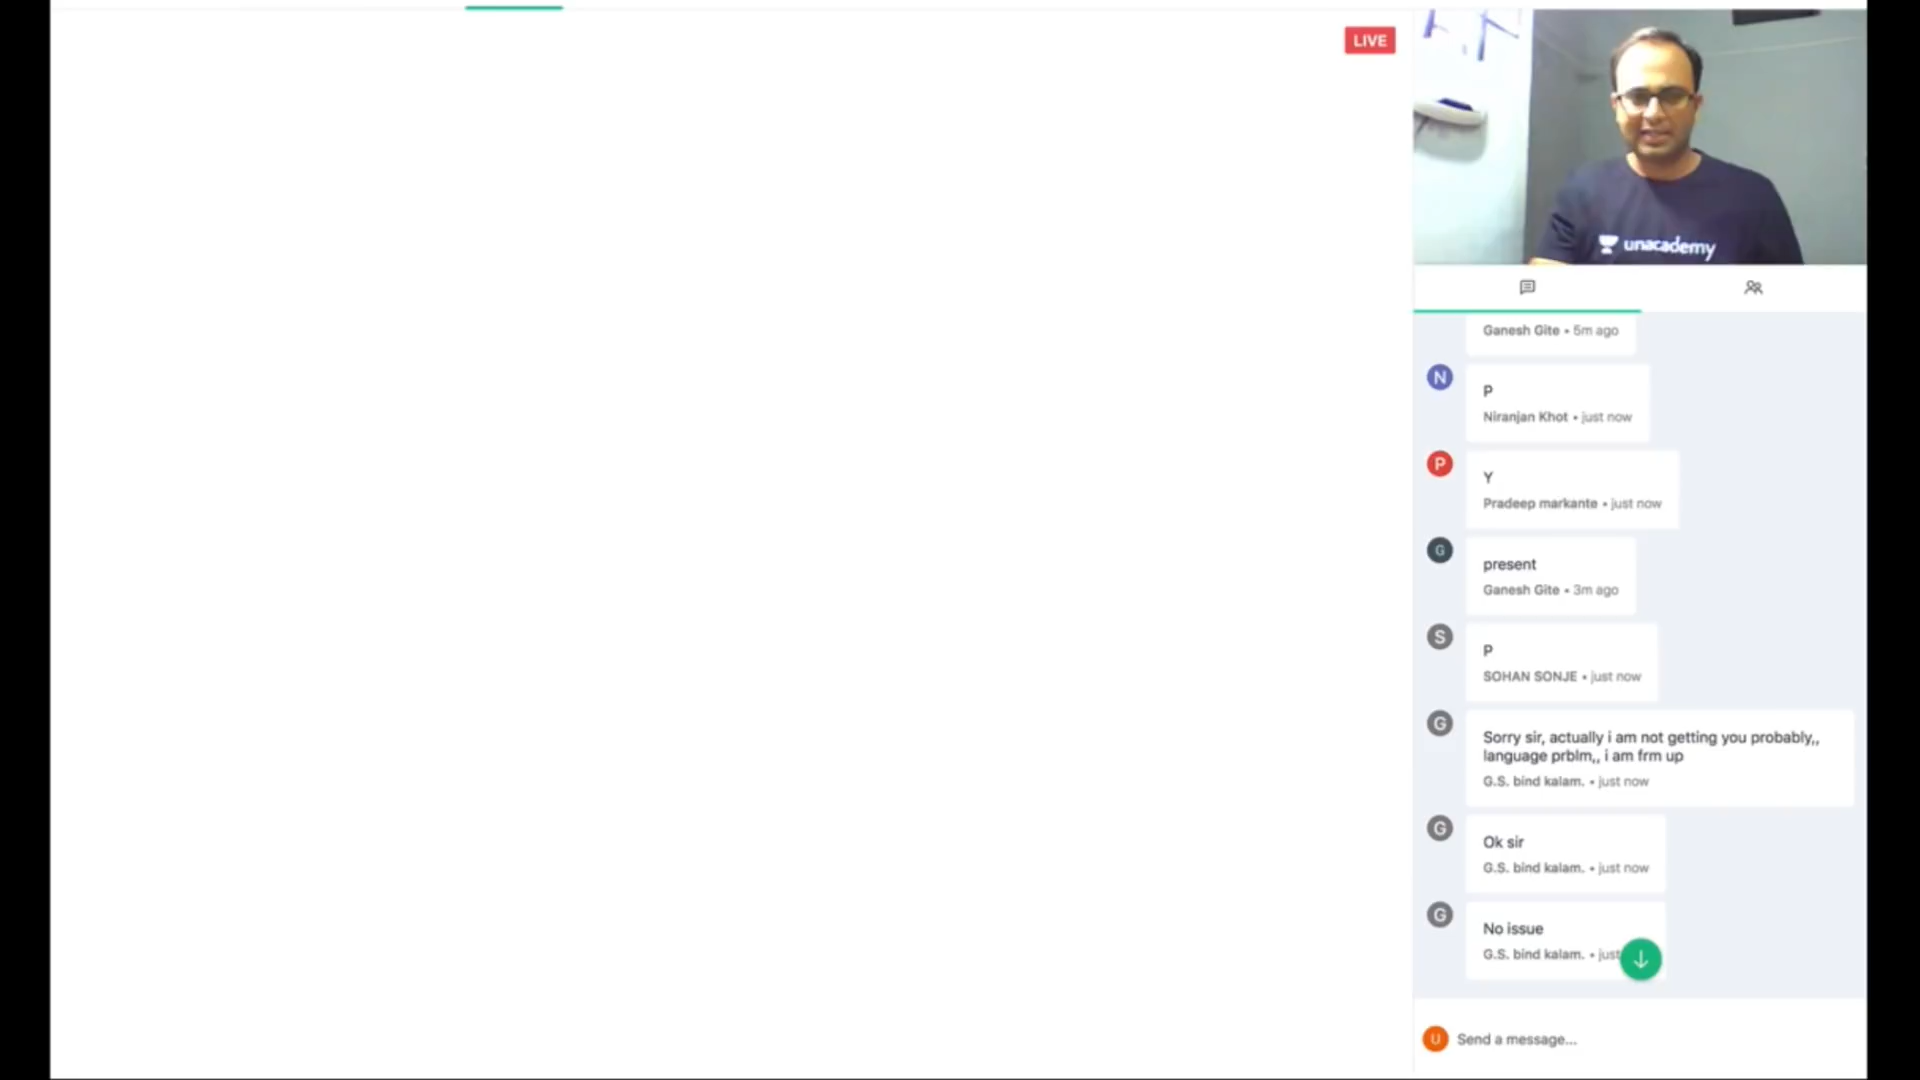 LIVE
unacademy
Ganesh Gite • 5m ago
N
P
Niranjan Khot • just now
P
Y
Pradeep markante • just now
G
present
Ganesh Gite • 3m ago
S
P
SOHAN SONJE • just now
G
Sorry sir, actually i am not getting you probably,,
language prblm,, i am frm up
G.S. bind kalam. • just now
G
Ok sir
G.S. bind kalam. • just now
G
No issue
G.S. bind kalam. • just
U
Send a message...